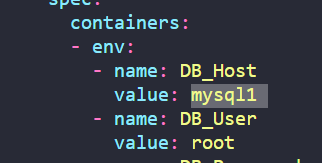 spec:
containers:
- env:
- name: DB_Host
value: mysql1
- name: DB_User
value: root